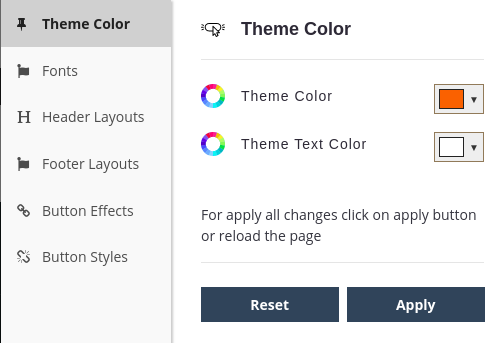 Theme Color
Fonts
Header Layouts
Footer Layouts
Button Effects
Button Styles
Theme Color
Theme Color
Theme Text Color
For apply all changes click on apply button
or reload the page
Reset
Apply